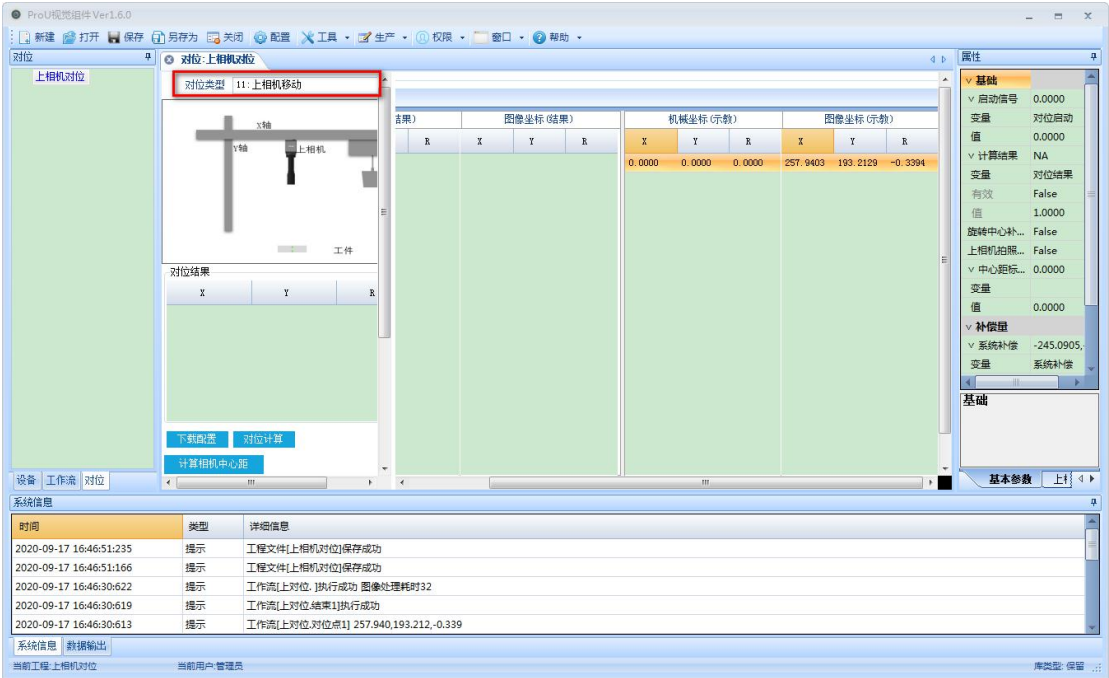 ProU视觉组件Ver1.6.0
新建 打开 保存 另存为 关闭 配置 工具 生产 权限 窗口 帮助
对位
对位:上相机对位
属性
上相机对位
对位类型 11:上相机移动
X轴
Y轴
上相机
工件
结果)
图像坐标(结果)
机械坐标(示教)
图像坐标(示教)
R X Y R X Y R X Y R
0.0000 0.0000 0.0000 257.9403 193.2129 -0.3394
对位结果
X Y R
下载配置 对位计算
计算相机中心距
基础
启动信号 0.0000
变量 对位启动
值 0.0000
计算结果 NA
变量 对位结果
有效 False
值 1.0000
旋转中心补... False
上相机拍照... False
中心距标... 0.0000
变量
值 0.0000
补偿量
系统补偿 -245.0905,
变量 系统补偿
基础
基本参数
设备 工作流 对位
系统信息
时间 类型 详细信息
2020-09-17 16:46:51:235 提示 工程文件[上相机对位]保存成功
2020-09-17 16:46:51:166 提示 工程文件[上相机对位]保存成功
2020-09-17 16:46:30:622 提示 工作流[上对位. ]执行成功 图像处理耗时32
2020-09-17 16:46:30:619 提示 工作流[上对位.结束1]执行成功
2020-09-17 16:46:30:613 提示 工作流[上对位.对位点1] 257.940,193.212,-0.339
系统信息 数据输出
当前工程:上相机对位 当前用户:管理员 库类型: 保留